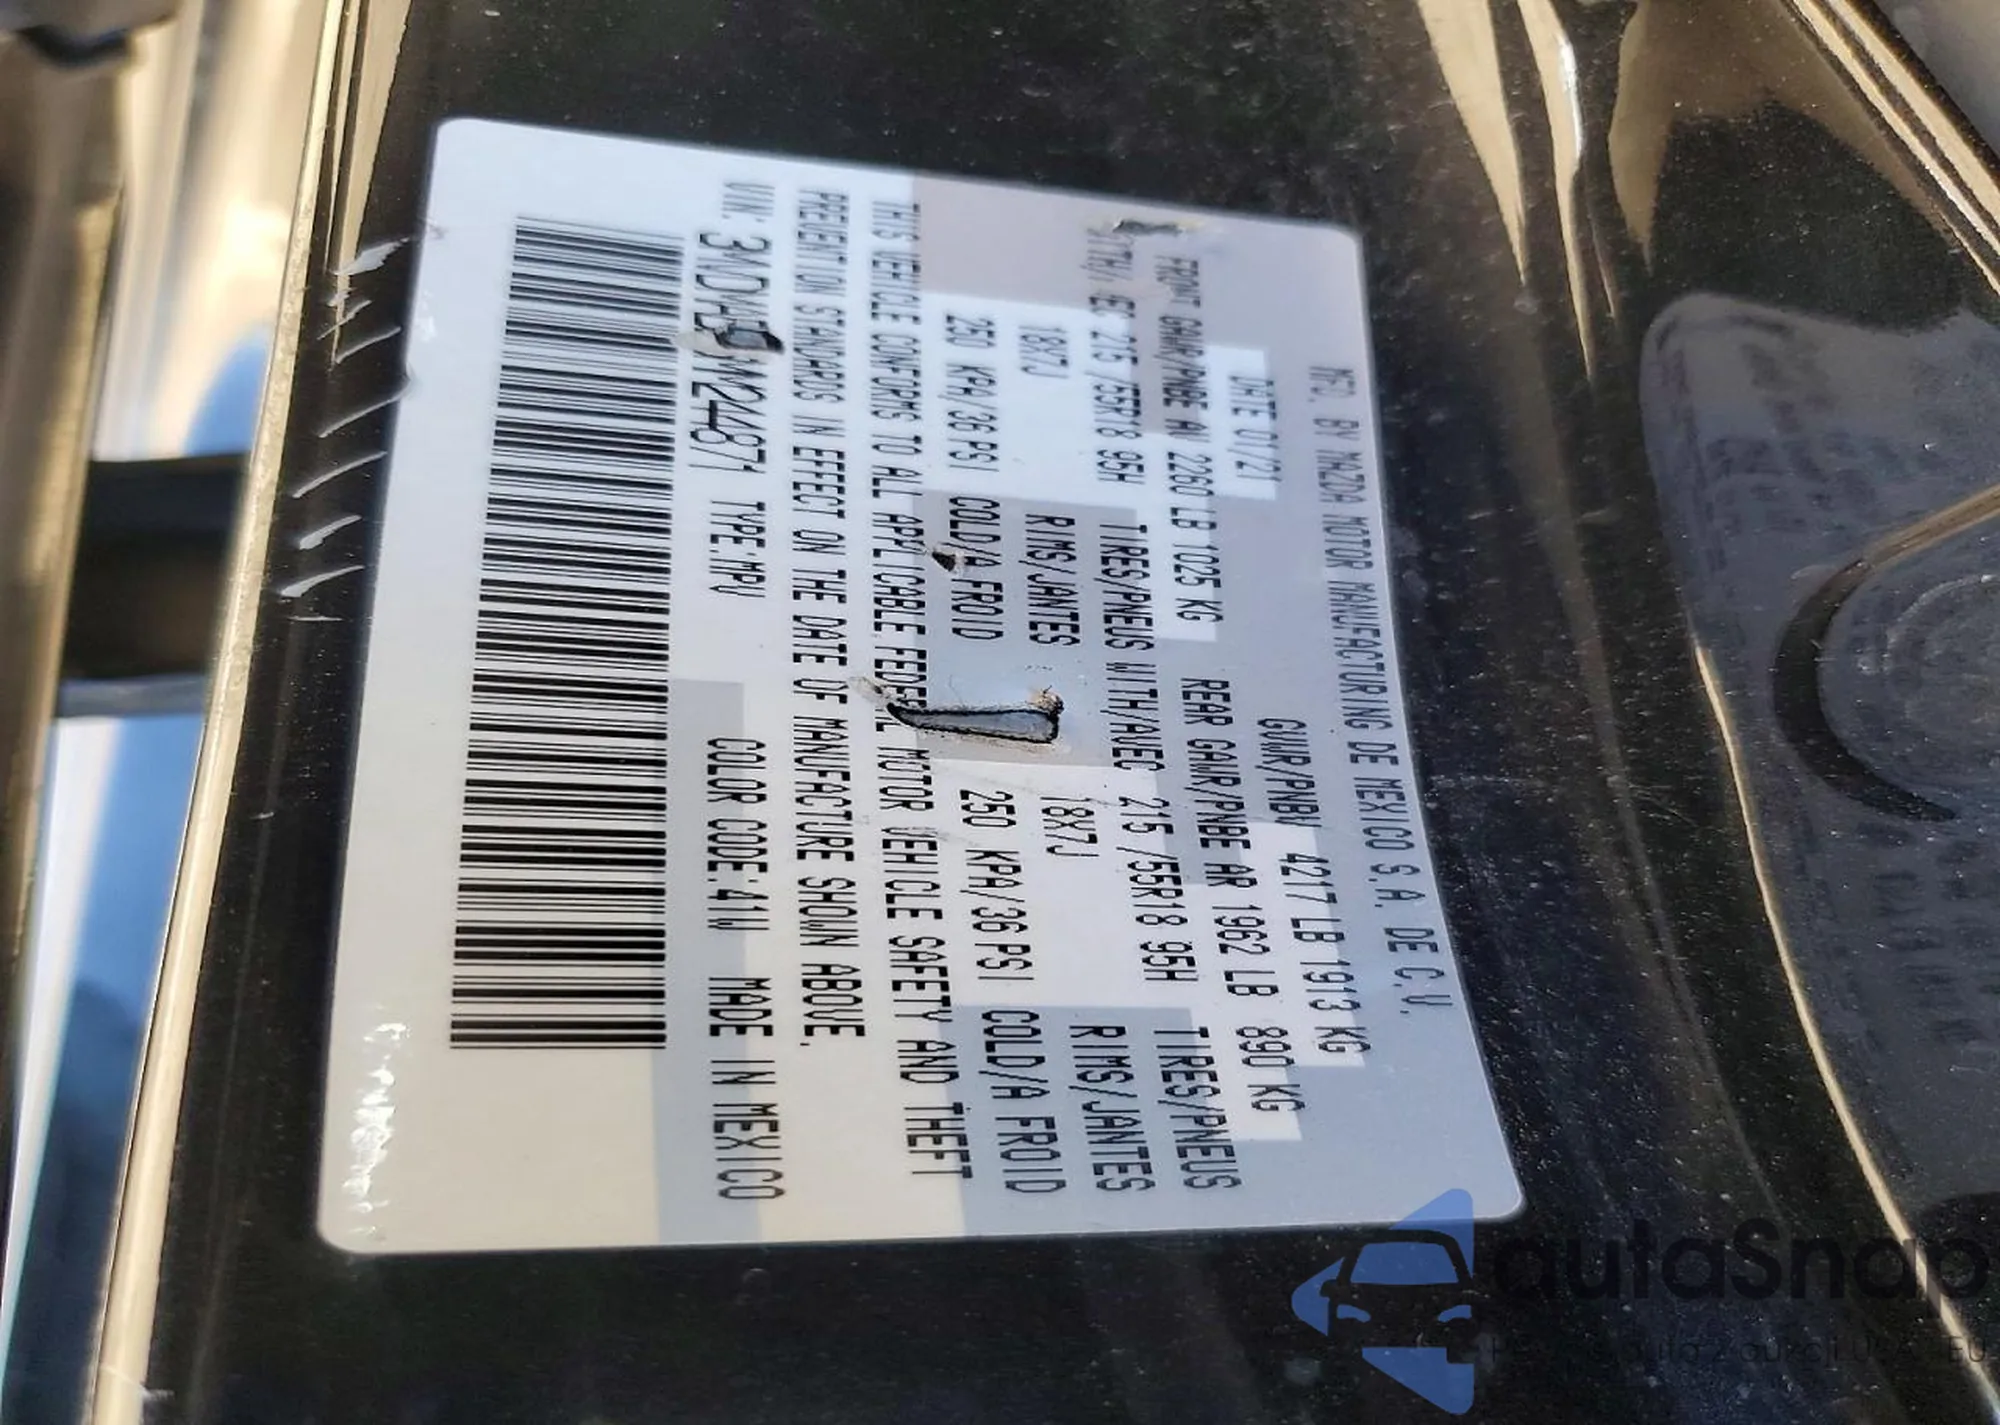 MFD. BY MAZDA MOTOR MANUFACTURING DE MEXICO S.A. DE C.V.
DATE 01/21 GVWR/PNBV 4217 LB 1913 KG
FRONT GAWR/PNBE AV 2260 LB 1025 KG REAR GAWR/PNBE AR 1962 LB 890 KG
215 /55R18 95H TIRES/PNEUS WITH/AVEC 215 /55R18 95H TIRES/PNEUS
18X7J RIMS/JANTES 18X7J RIMS/JANTES
250 KPA/36 PSI COLD/A FROID 250 KPA/36 PSI COLD/A FROID
THIS VEHICLE CONFORMS TO ALL APPLICABLE FEDERAL MOTOR VEHICLE SAFETY AND THEFT
PREVENTION STANDARDS IN EFFECT ON THE DATE OF MANUFACTURE SHOWN ABOVE.
VIN: TYPE:MPV COLOR CODE:41W MADE IN MEXICO
autaSnap